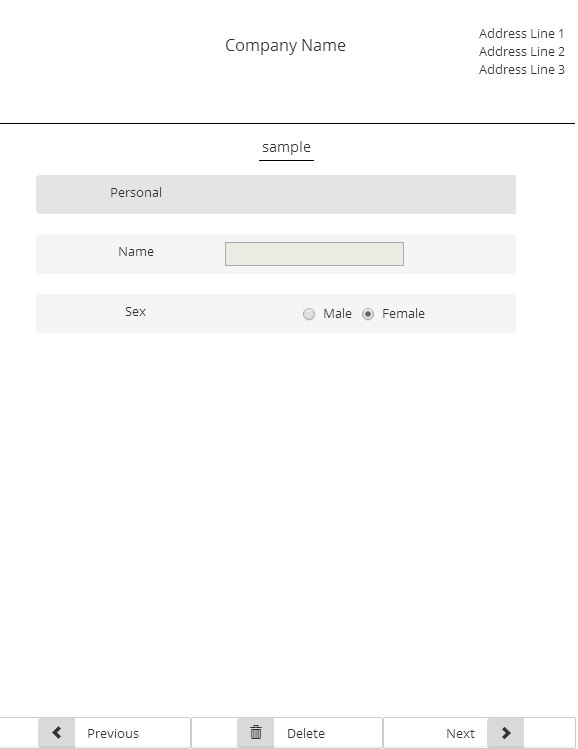 Company Name
Address Line 1
Address Line 2
Address Line 3
sample
Personal
Name
Sex
Male Female
Previous Delete Next